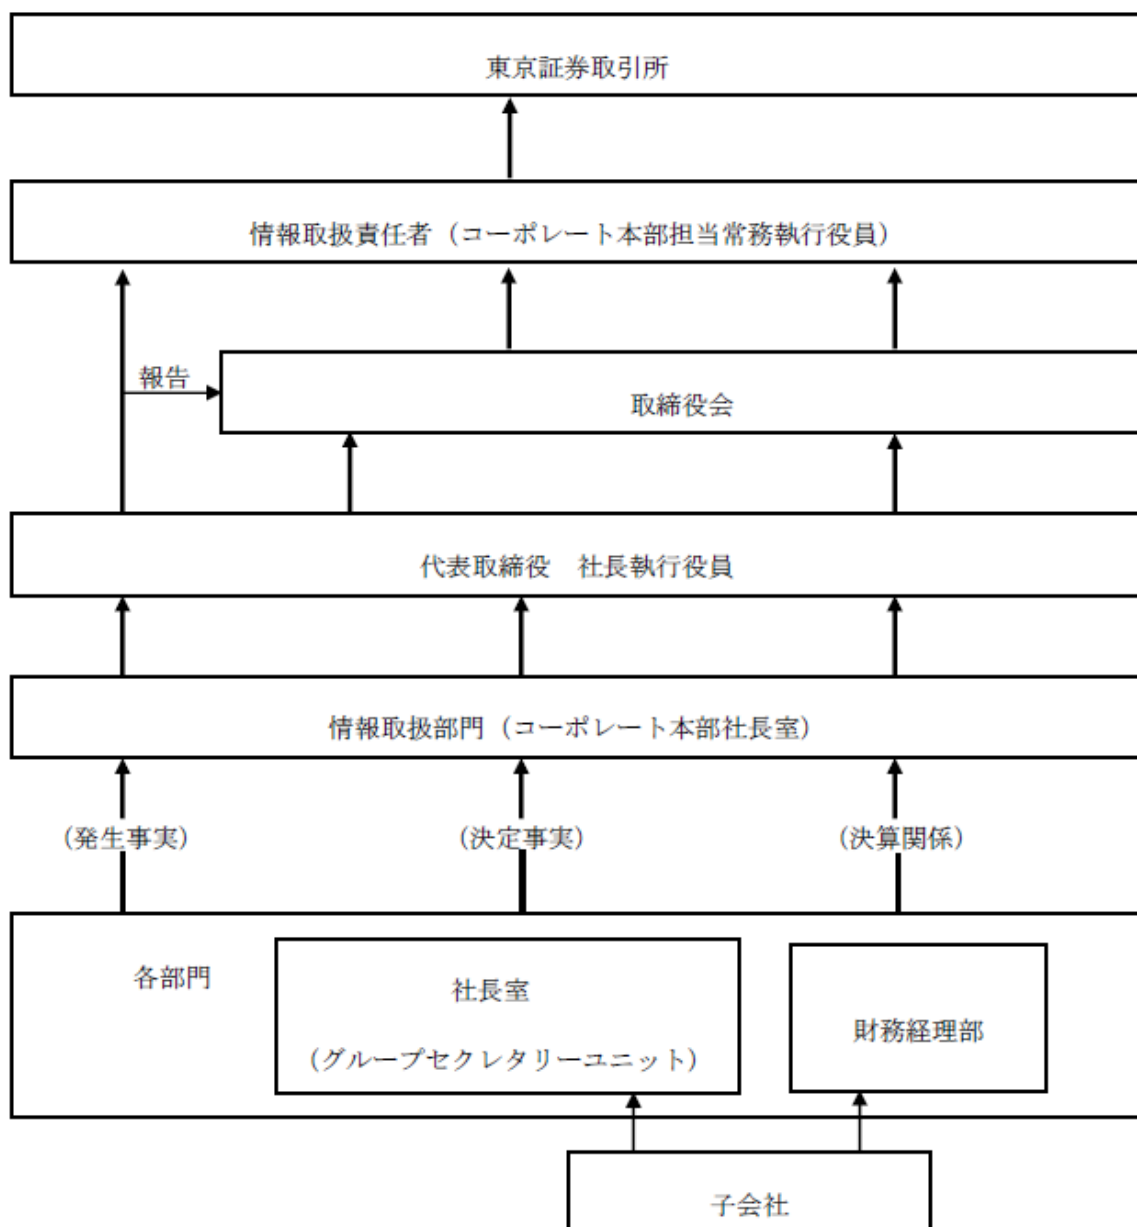 東京証券取引所
情報取扱責任者（コーポレート本部担当常務執行役員）
報告
取締役会
代表取締役　社長執行役員
情報取扱部門（コーポレート本部社長室）
（発生事実）
（決定事実）
（決算関係）
各部門
社長室
（グループセクレタリーユニット）
財務経理部
子会社